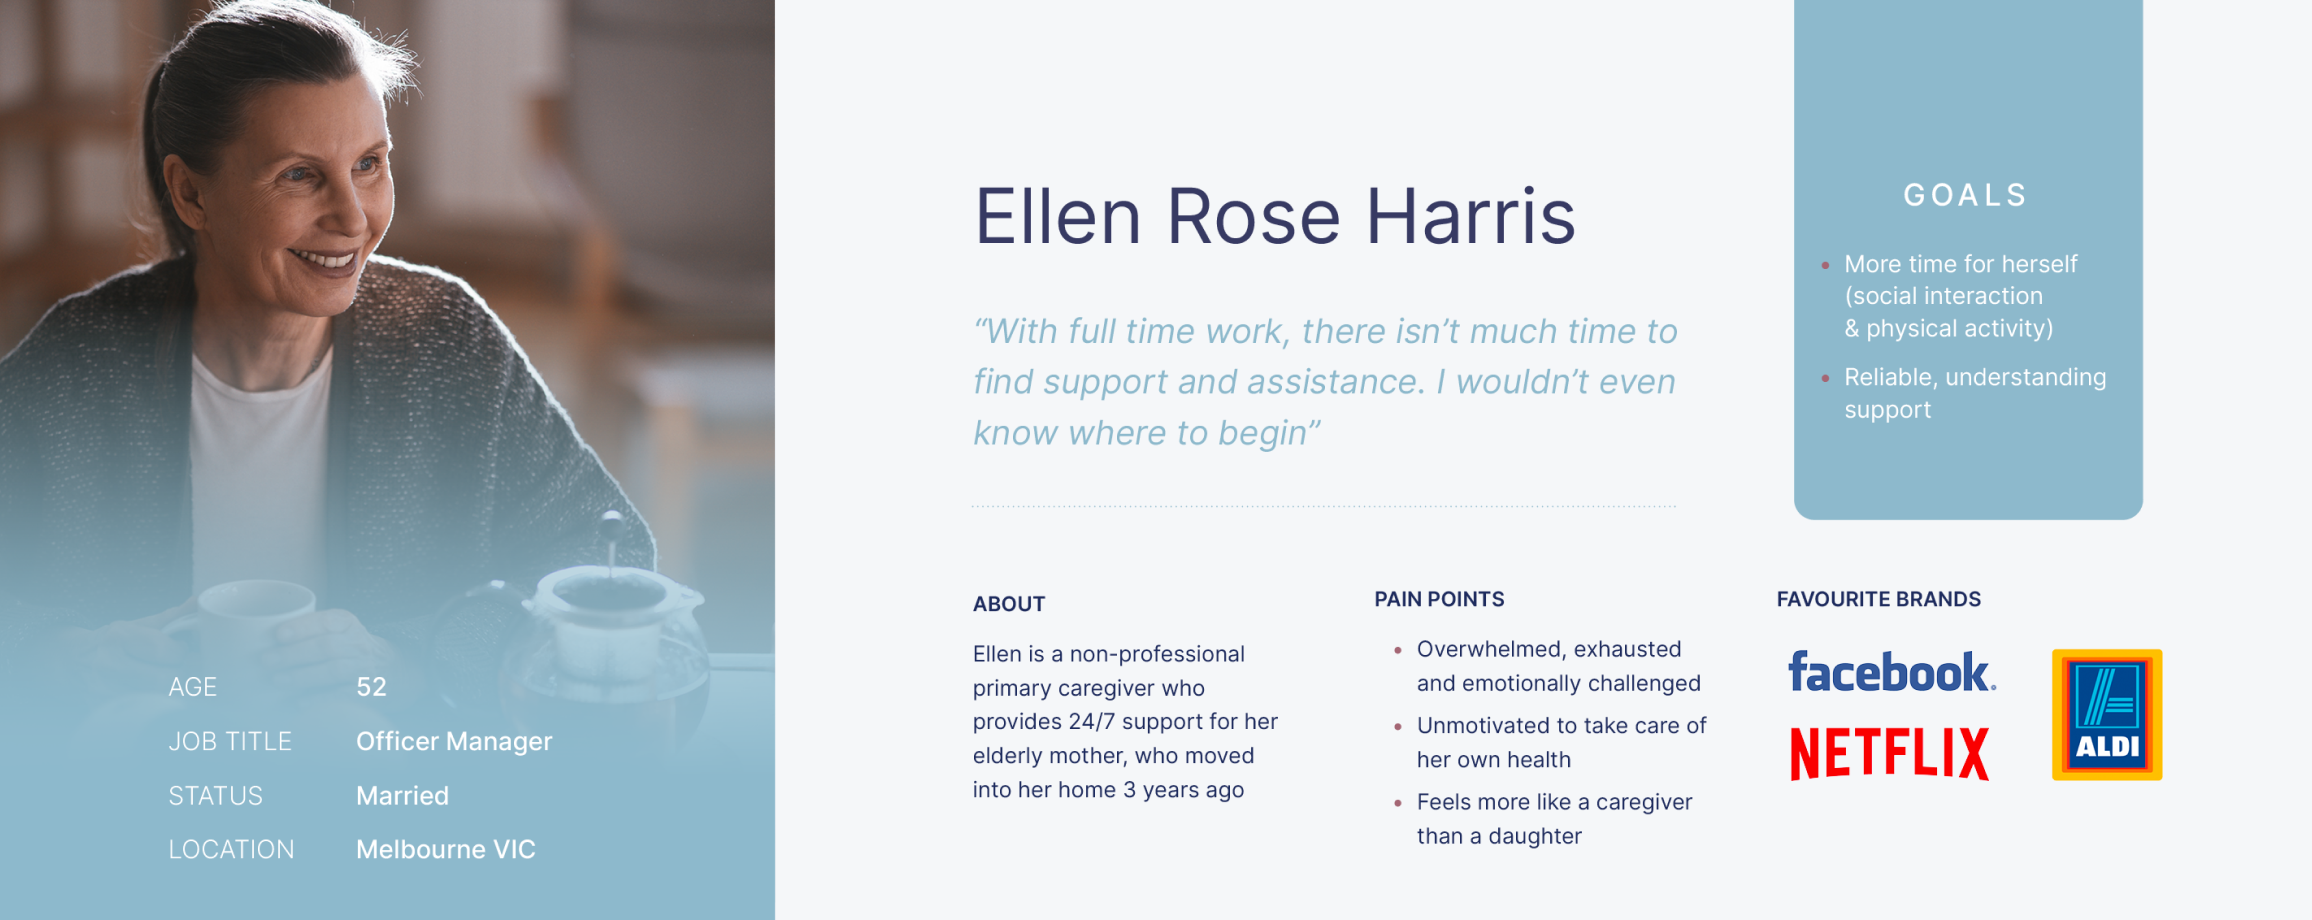 Ellen Rose Harris
“With full time work, there isn’t much time to
find support and assistance. I wouldn’t even
know where to begin”
GOALS
• More time for herself
(social interaction
& physical activity)
• Reliable, understanding
support
AGE 52
JOB TITLE Officer Manager
STATUS Married
LOCATION Melbourne VIC
ABOUT
Ellen is a non-professional
primary caregiver who
provides 24/7 support for her
elderly mother, who moved
into her home 3 years ago
PAIN POINTS
• Overwhelmed, exhausted
and emotionally challenged
• Unmotivated to take care of
her own health
• Feels more like a caregiver
than a daughter
FAVOURITE BRANDS
facebook.
NETFLIX
ALDI